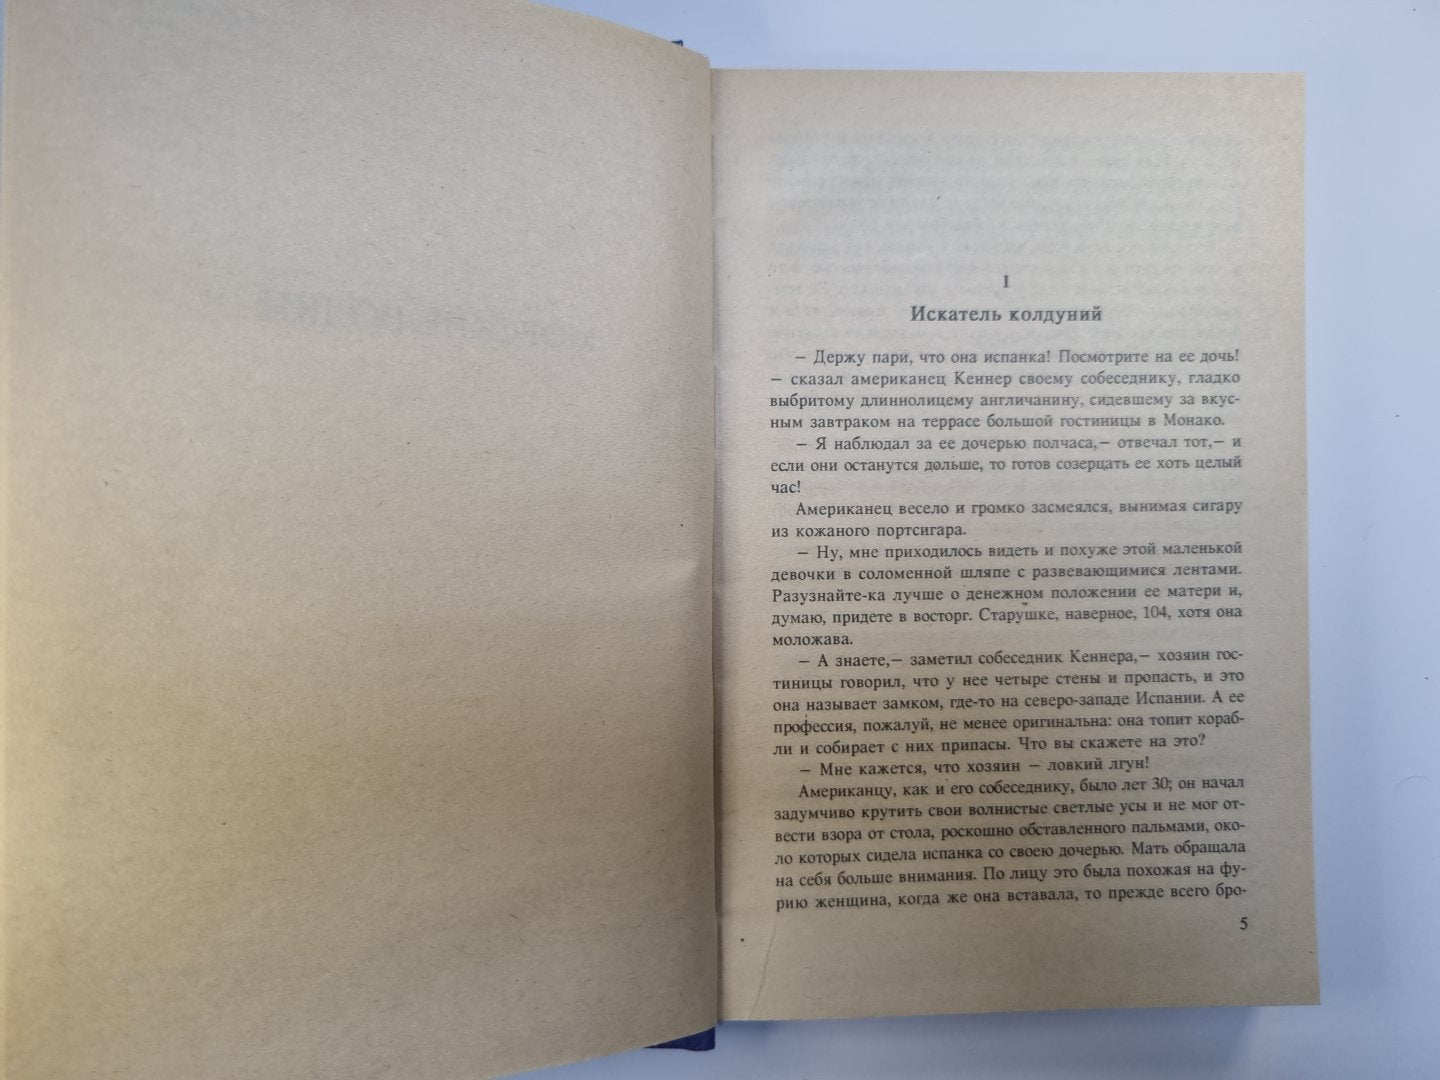 I
Искатель колдуний
— Держу пари, что она испанка! Посмотрите на ее дочь!
— сказал американец Кеннер своему собеседнику, гладко
выбритому длиннолицему англичанину, сидевшему за вкус-
ным завтраком на террасе большой гостиницы в Монако.
— Я наблюдал за ее дочерью полчаса,— отвечал тот,— и
если они останутся дольше, то готов созерцать ее хоть целый
час!
Американец весело и громко засмеялся, вынимая сигару
из кожаного портсигара.
— Ну, мне приходилось видеть и похуже этой маленькой
девочки в соломенной шляпе с развевающимися лентами.
Разузнайте-ка лучше о денежном положении ее матери и,
думаю, придете в восторг. Старушке, наверное, 104, хотя она
моложава.
— А знаете,— заметил собеседник Кеннера,— хозяин гос-
тиницы говорил, что у нее четыре стены и пропасть, и это
она называет замком, где-то на северо-западе Испании. А ее
профессия, пожалуй, не менее оригинальна: она топит кораб-
ли и собирает с них припасы. Что вы скажете на это?
— Мне кажется, что хозяин — ловкий лгун!
Американцу, как и его собеседнику, было лет 30; он начал
задумчиво крутить свои волнистые светлые усы и не мог от-
вести взора от стола, роскошно обставленного пальмами, око-
ло которых сидела испанка со своею дочерью. Мать обращала
на себя больше внимания. По лицу это была похожая на фу-
рию женщина, когда же она вставала, то прежде всего бро-
5